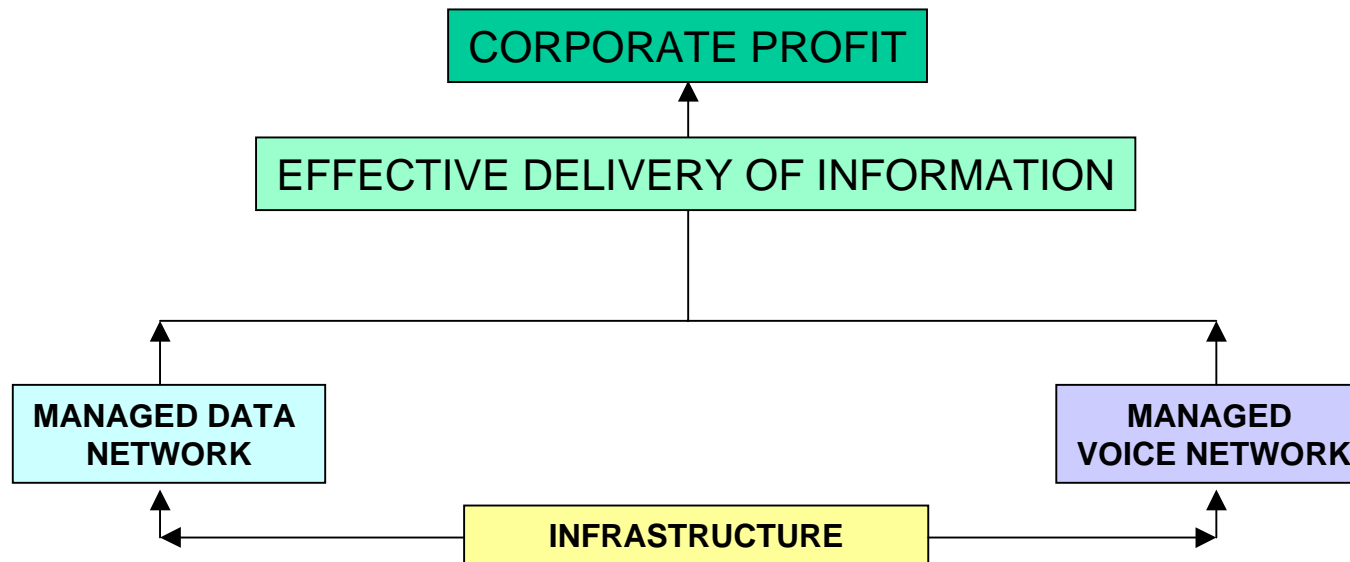 CORPORATE PROFIT
EFFECTIVE DELIVERY OF INFORMATION
MANAGED DATA
NETWORK
MANAGED
VOICE NETWORK
INFRASTRUCTURE